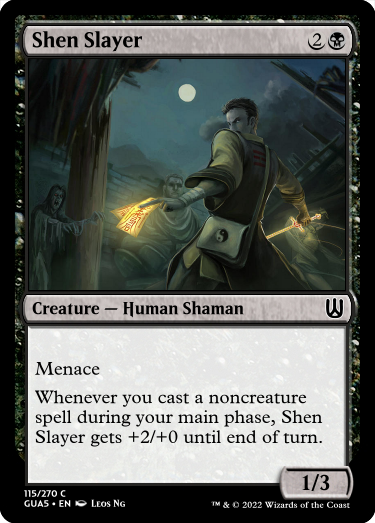 Shen Slayer 2
Creature — Human Shaman
Menace
Whenever you cast a noncreature
spell during your main phase, Shen
Slayer gets +2/+0 until end of turn.
1/3
115/270 C
GUA5 • EN Leos Ng
™ & © 2022 Wizards of the Coast